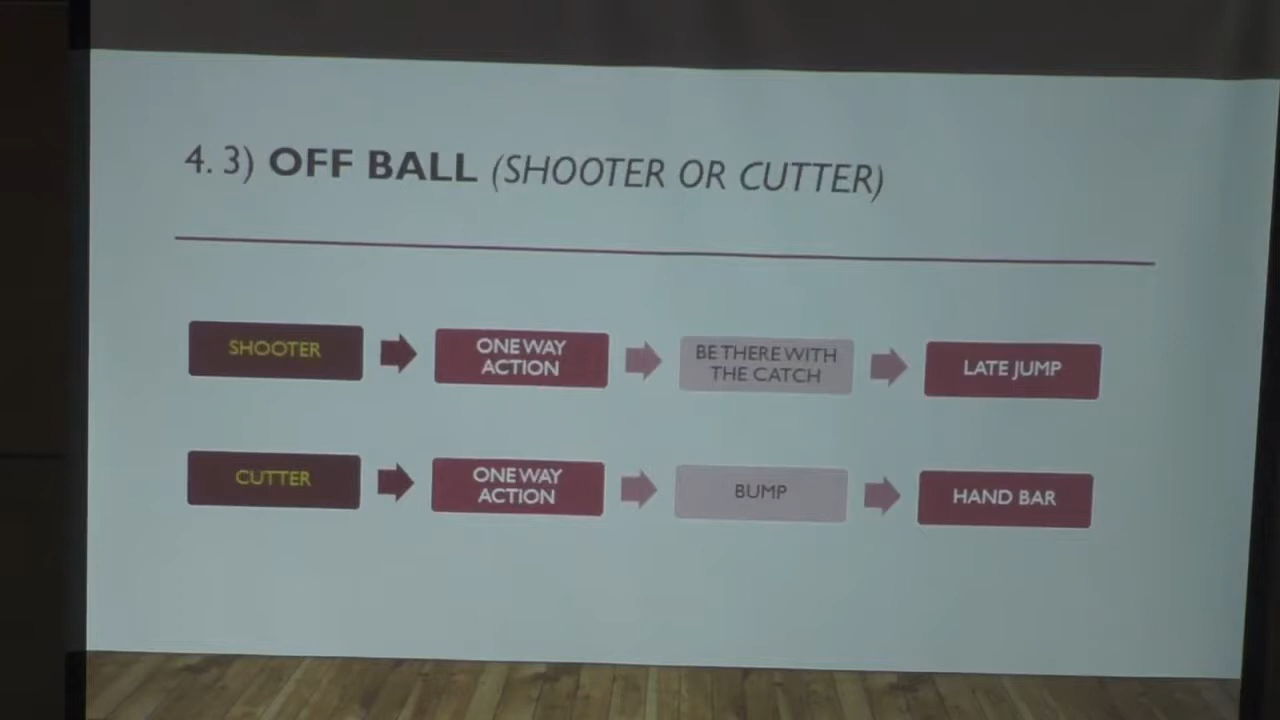 4. 3) OFF BALL (SHOOTER OR CUTTER)
SHOOTER
ONE WAY
ACTION
BE THERE WITH
THE CATCH
LATE JUMP
CUTTER
ONE WAY
ACTION
BUMP
HAND BAR